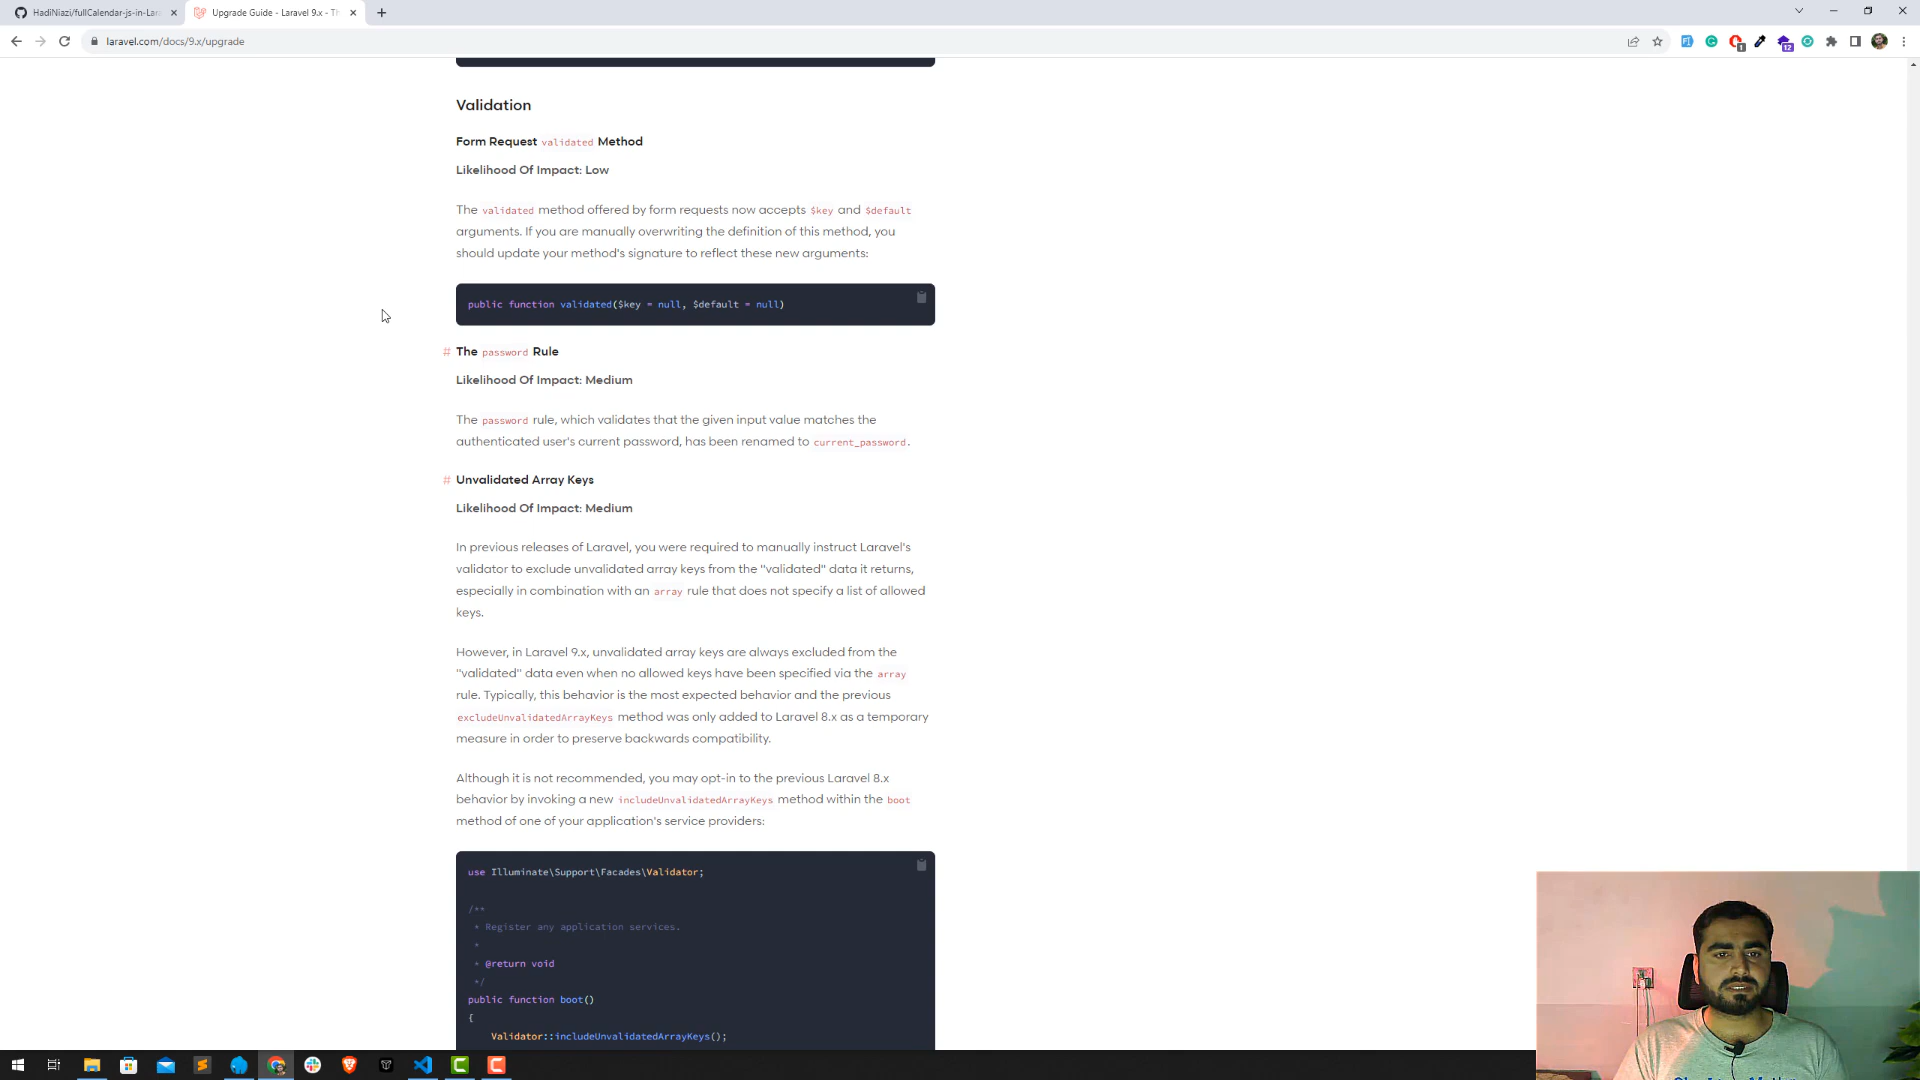 HadiNiazi/fullCalendar-js-in-Lara
Upgrade Guide - Laravel 9.x - Th
laravel.com/docs/9.x/upgrade
1
12
Validation
Form Request validated Method
Likelihood Of Impact: Low
The validated method offered by form requests now accepts $key and $default
arguments. If you are manually overwriting the definition of this method, you
should update your method's signature to reflect these new arguments:
public function validated($key = null, $default = null)
# The password Rule
Likelihood Of Impact: Medium
The password rule, which validates that the given input value matches the
authenticated user's current password, has been renamed to current_password.
# Unvalidated Array Keys
Likelihood Of Impact: Medium
In previous releases of Laravel, you were required to manually instruct Laravel's
validator to exclude unvalidated array keys from the "validated" data it returns,
especially in combination with an array rule that does not specify a list of allowed
keys.
However, in Laravel 9.x, unvalidated array keys are always excluded from the
"validated" data even when no allowed keys have been specified via the array
rule. Typically, this behavior is the most expected behavior and the previous
excludeUnvalidatedArrayKeys method was only added to Laravel 8.x as a temporary
measure in order to preserve backwards compatibility.
Although it is not recommended, you may opt-in to the previous Laravel 8.x
behavior by invoking a new includeUnvalidatedArrayKeys method within the boot
method of one of your application's service providers:
use Illuminate\Support\Facades\Validator;
/**
* Register any application services.
*
* @return void
*/
public function boot()
{
Validator::includeUnvalidatedArrayKeys();